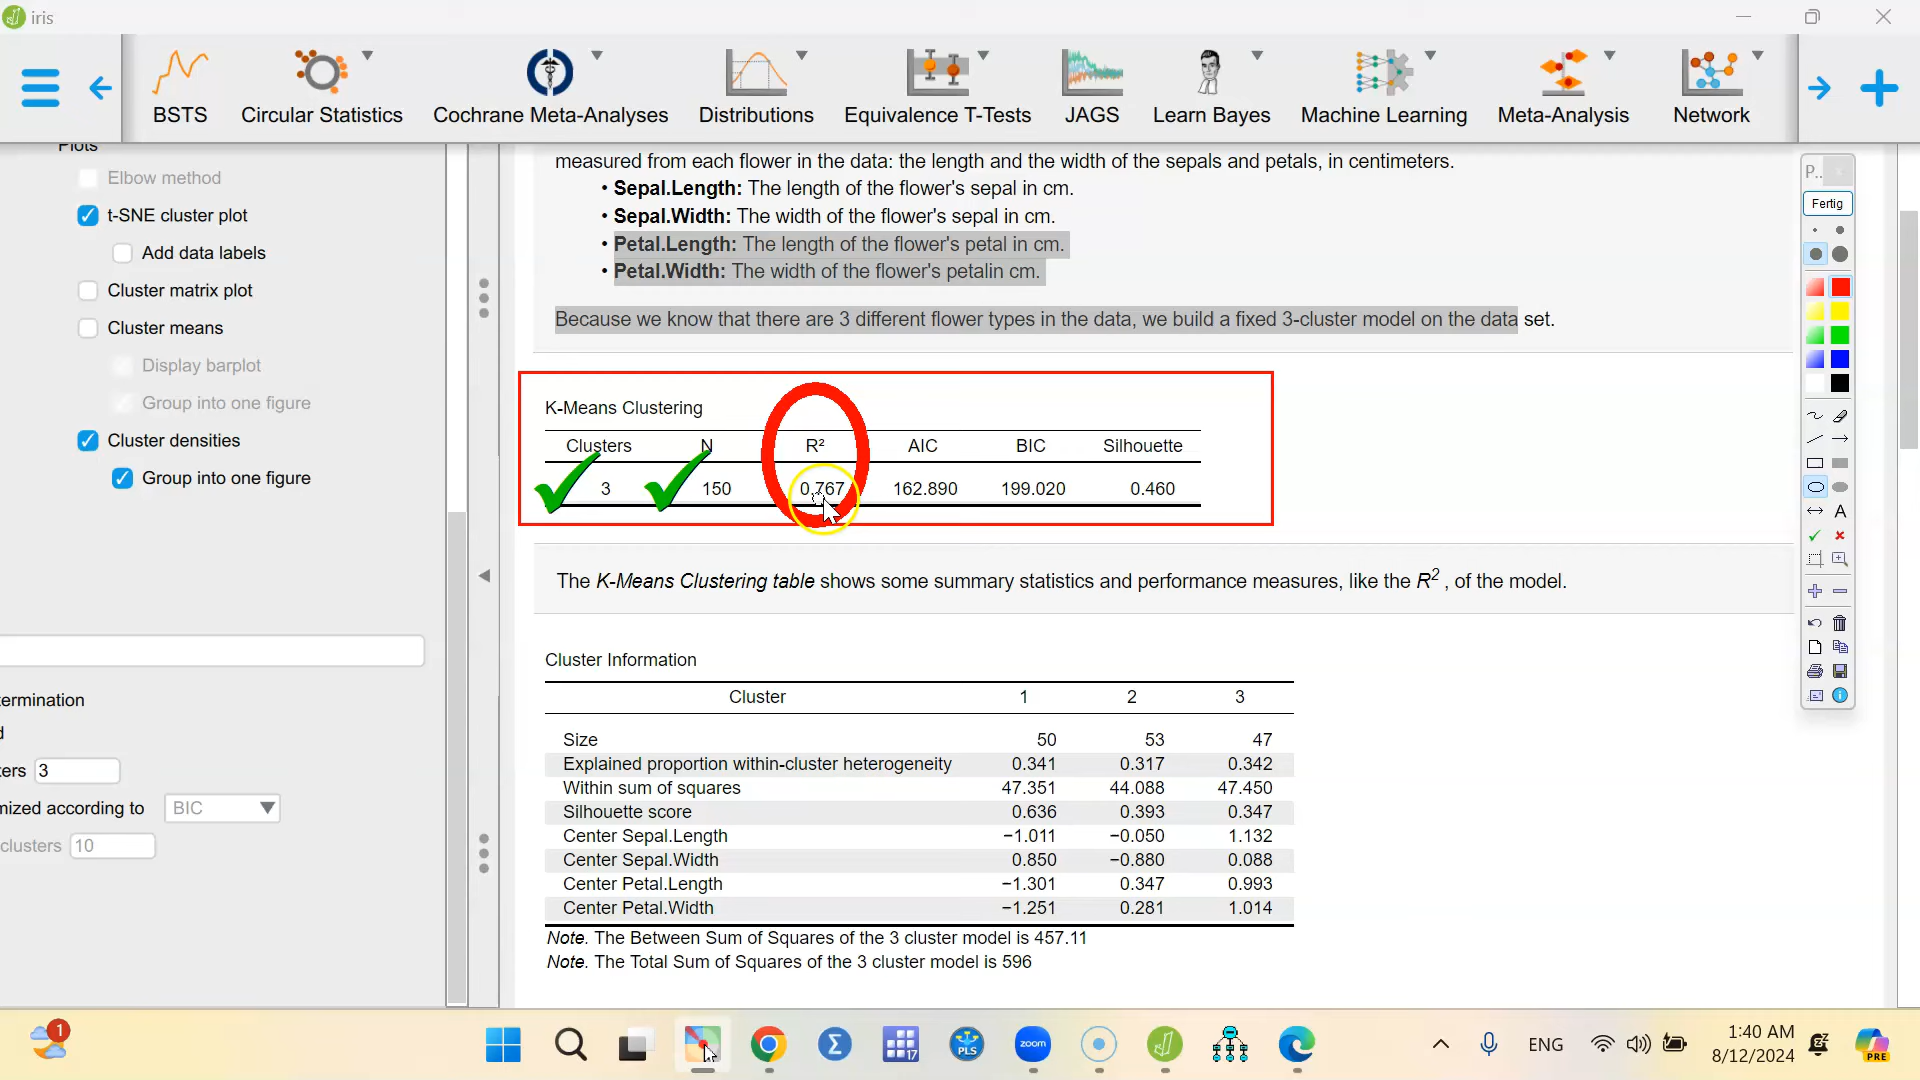 iris
BSTS
Circular Statistics
Cochrane Meta-Analyses
Distributions
Equivalence T-Tests
JAGS
Learn Bayes
Machine Learning
Meta-Analysis
Network
Plots
Elbow method
t-SNE cluster plot
Add data labels
Cluster matrix plot
Cluster means
Display barplot
Group into one figure
Cluster densities
Group into one figure
ermination
d
ers 3
mized according to BIC
clusters 10
measured from each flower in the data: the length and the width of the sepals and petals, in centimeters.
• Sepal.Length: The length of the flower's sepal in cm.
• Sepal.Width: The width of the flower's sepal in cm.
• Petal.Length: The length of the flower's petal in cm.
• Petal.Width: The width of the flower's petalin cm.
Because we know that there are 3 different flower types in the data, we build a fixed 3-cluster model on the data set.
K-Means Clustering
Clusters N R² AIC BIC Silhouette
3 150 0.767 162.890 199.020 0.460
The K-Means Clustering table shows some summary statistics and performance measures, like the R², of the model.
Cluster Information
Cluster 1 2 3
Size 50 53 47
Explained proportion within-cluster heterogeneity 0.341 0.317 0.342
Within sum of squares 47.351 44.088 47.450
Silhouette score 0.636 0.393 0.347
Center Sepal.Length −1.011 −0.050 1.132
Center Sepal.Width 0.850 −0.880 0.088
Center Petal.Length −1.301 0.347 0.993
Center Petal.Width −1.251 0.281 1.014
Note. The Between Sum of Squares of the 3 cluster model is 457.11
Note. The Total Sum of Squares of the 3 cluster model is 596
P...
Fertig
A
1
17
PLS
zoom
ENG
1:40 AM
8/12/2024
PRE